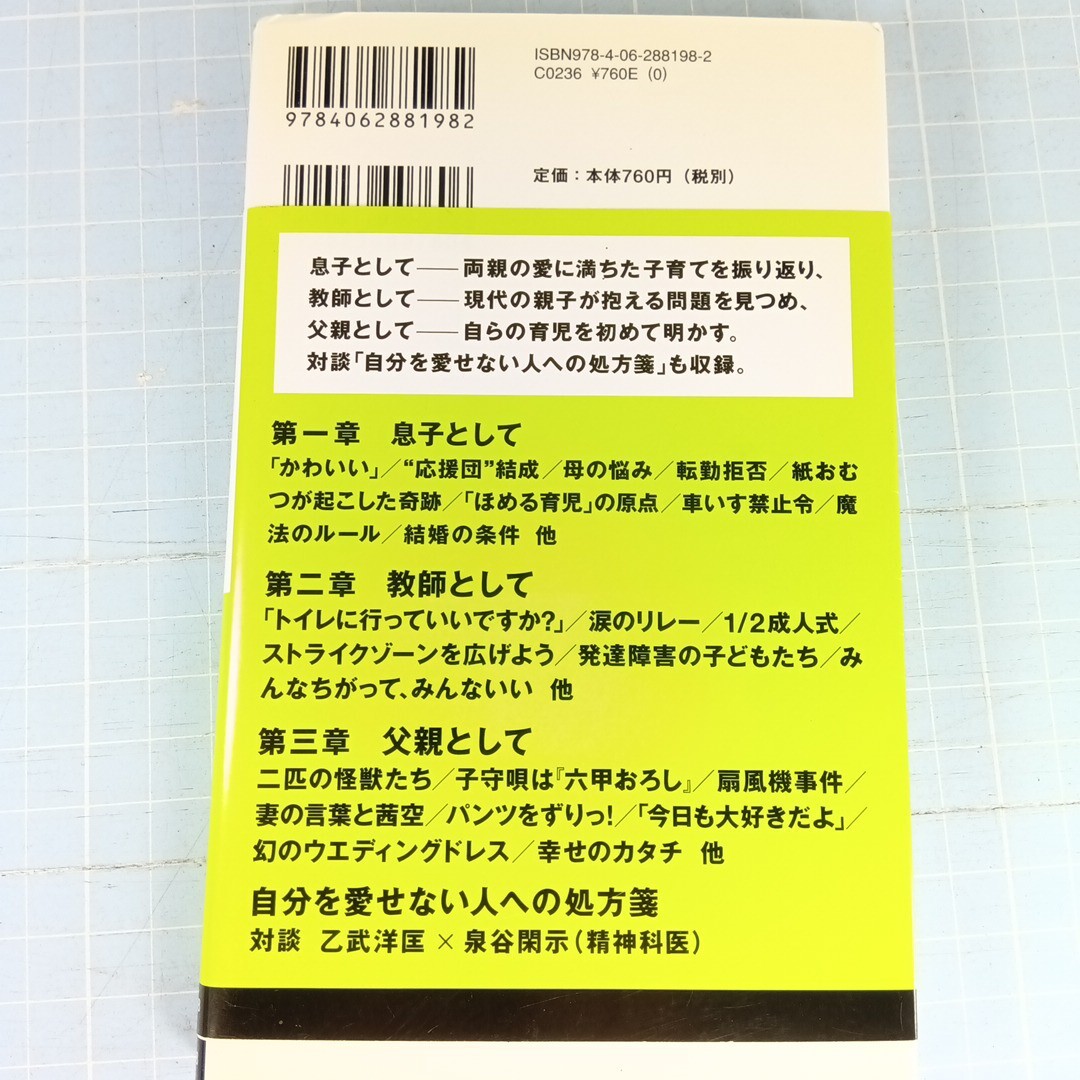 ISBN978-4-06-288198-2
C0236 ¥760E (0)
9784062881982
定価：本体760円（税別）
息子として――両親の愛に満ちた子育てを振り返り、
教師として――現代の親子が抱える問題を見つめ、
父親として――自らの育児を初めて明かす。
対談「自分を愛せない人への処方箋」も収録。
第一章　息子として
「かわいい」／“応援団”結成／母の悩み／転勤拒否／紙おむ
つが起こした奇跡／「ほめる育児」の原点／車いす禁止令／魔
法のルール／結婚の条件　他
第二章　教師として
「トイレに行っていいですか?」／涙のリレー／1/2成人式／
ストライクゾーンを広げよう／発達障害の子どもたち／み
んなちがって、みんないい　他
第三章　父親として
二匹の怪獣たち／子守唄は『六甲おろし』／扇風機事件／
妻の言葉と茜空／パンツをずりっ!／「今日も大好きだよ」／
幻のウエディングドレス／幸せのカタチ　他
自分を愛せない人への処方箋
対談　乙武洋匡×泉谷閑示（精神科医）